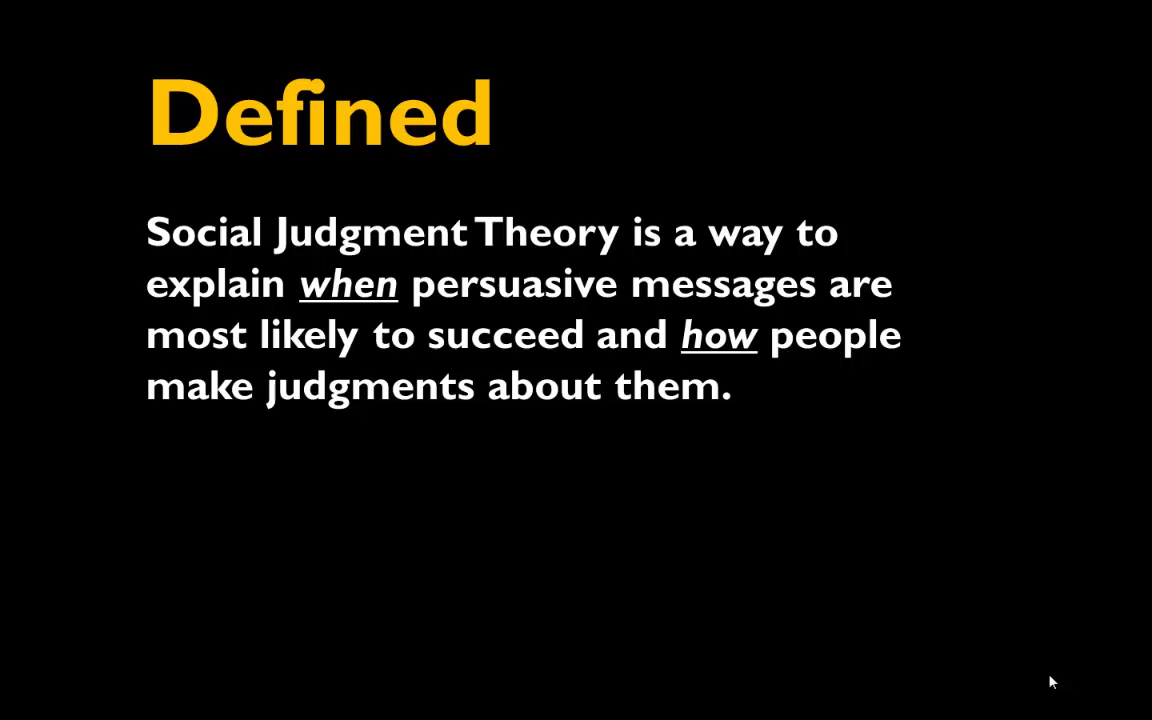 Defined
Social Judgment Theory is a way to
explain when persuasive messages are
most likely to succeed and how people
make judgments about them.